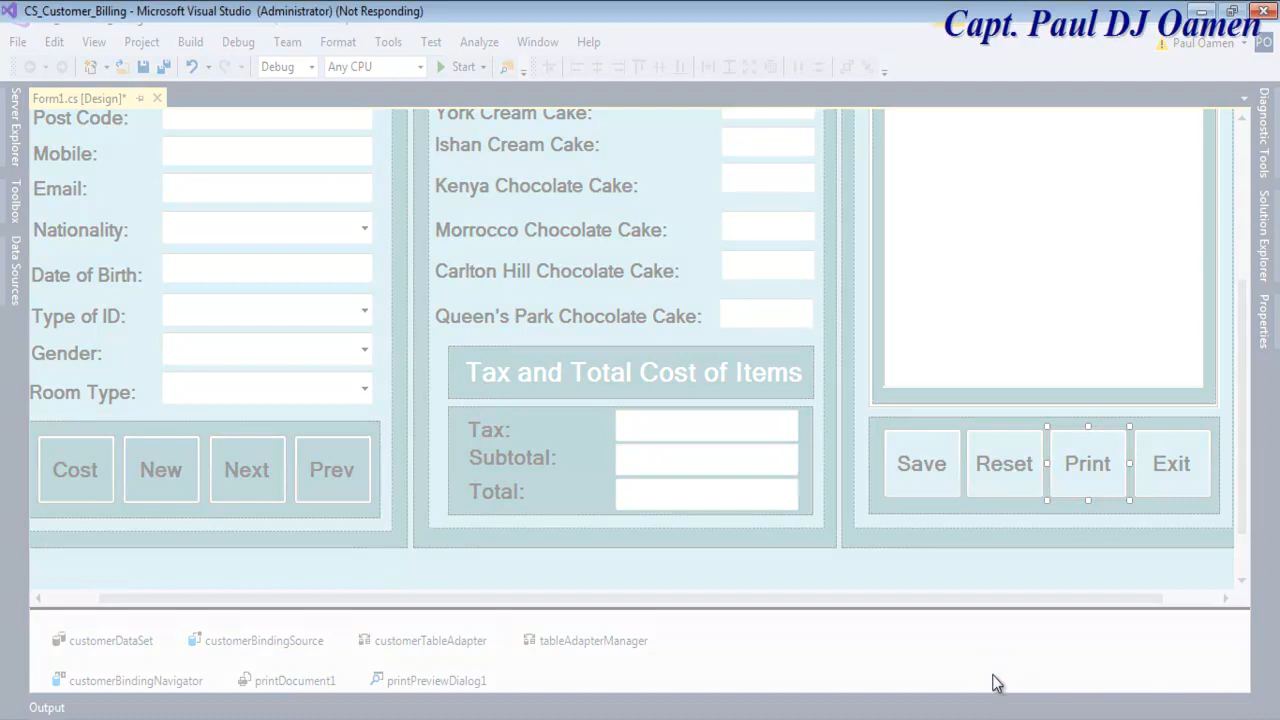 CS_Customer_Billing - Microsoft Visual Studio (Administrator) (Not Responding)
Capt. Paul DJ Oamen
File Edit View Project Build Debug Team Format Tools Test Analyze Window Help
Paul Oamen PO
Debug Any CPU Start
Form1.cs [Design]*
Server Explorer
Toolbox
Data Sources
Post Code:
Mobile:
Email:
Nationality:
Date of Birth:
Type of ID:
Gender:
Room Type:
Cost New Next Prev
York Cream Cake:
Ishan Cream Cake:
Kenya Chocolate Cake:
Morrocco Chocolate Cake:
Carlton Hill Chocolate Cake:
Queen's Park Chocolate Cake:
Tax and Total Cost of Items
Tax:
Subtotal:
Total:
Save Reset Print Exit
Diagnostic Tools
Solution Explorer
Properties
customerDataSet customerBindingSource customerTableAdapter tableAdapterManager
customerBindingNavigator printDocument1 printPreviewDialog1
Output